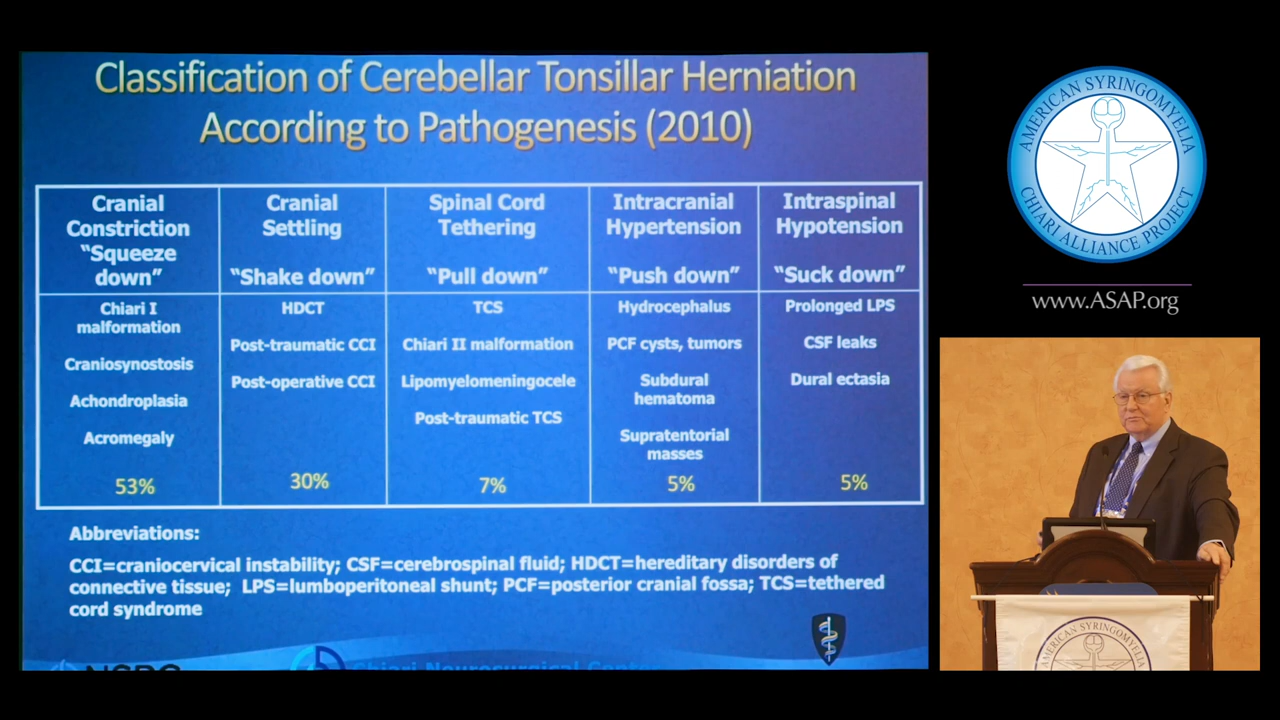 Classification of Cerebellar Tonsillar Herniation
According to Pathogenesis (2010)
Cranial
Constriction
"Squeeze
down"
Cranial
Settling
"Shake down"
Spinal Cord
Tethering
"Pull down"
Intracranial
Hypertension
"Push down"
Intraspinal
Hypotension
"Suck down"
Chiari I
malformation
Craniosynostosis
Achondroplasia
Acromegaly
53%
HDCT
Post-traumatic CCI
Post-operative CCI
30%
TCS
Chiari II malformation
Lipomyelomeningocele
Post-traumatic TCS
7%
Hydrocephalus
PCF cysts, tumors
Subdural
hematoma
Supratentorial
masses
5%
Prolonged LPS
CSF leaks
Dural ectasia
5%
Abbreviations:
CCI=craniocervical instability; CSF=cerebrospinal fluid; HDCT=hereditary disorders of
connective tissue; LPS=lumboperitoneal shunt; PCF=posterior cranial fossa; TCS=tethered
cord syndrome
Chiari Neurosurgical
AMERICAN SYRINGOMYELIA
CHIARI ALLIANCE PROJECT
www.ASAP.org
AMERICAN SYRINGOMYELIA